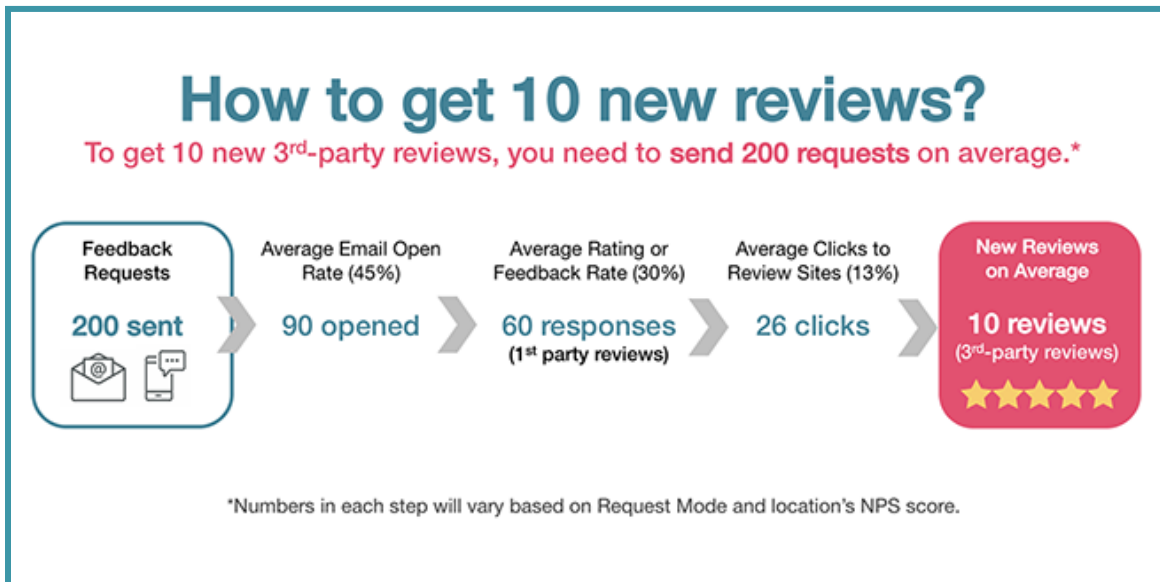 How to get 10 new reviews?
To get 10 new 3rd-party reviews, you need to send 200 requests on average.*
Feedback
Requests
200 sent
@
Average Email Open
Rate (45%)
90 opened
Average Rating or
Feedback Rate (30%)
60 responses
(1st party reviews)
Average Clicks to
Review Sites (13%)
26 clicks
New Reviews
on Average
10 reviews
(3rd-party reviews)
*Numbers in each step will vary based on Request Mode and location's NPS score.